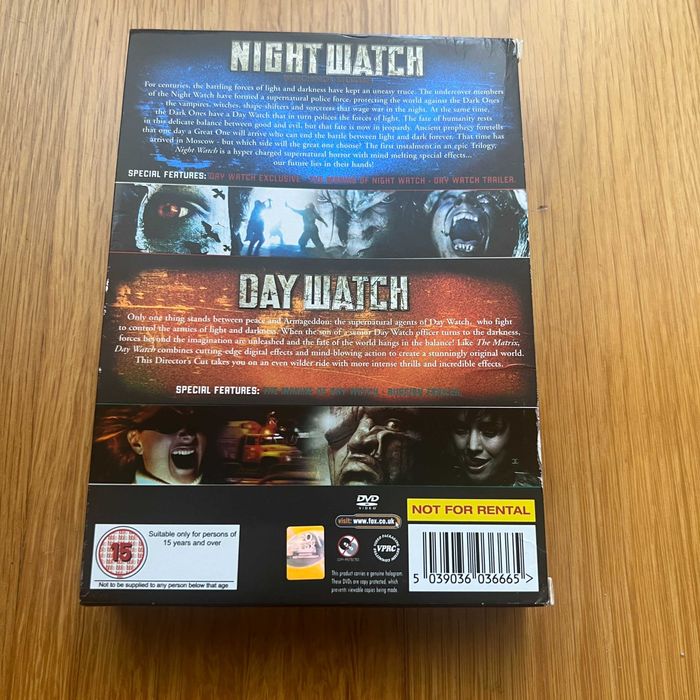 NIGHT WATCH
For centuries, the battling forces of light and darkness have kept an uneasy truce. The undercover members
of the Night Watch have formed a supernatural police force, protecting the world against the Dark Ones
- the vampires, witches, shape-shifters and sorcerers that wage war in the night. At the same time,
the Dark Ones have a Day Watch that in turn polices the forces of light. The fate of humanity rests
in this delicate balance between good and evil, but that fate is now in jeopardy. Ancient prophecy foretells
that one day a Great One will arrive who can end the battle between light and dark forever. That time has
arrived in Moscow - but which side will the great one choose? The first instalment in an epic Trilogy,
Night Watch is a hyper charged supernatural horror with mind melting special effects...
our future lies in their hands!
SPECIAL FEATURES: DAY WATCH EXCLUSIVE - THE MAKING OF NIGHT WATCH - DAY WATCH TRAILER.
DAY WATCH
Only one thing stands between peace and Armageddon: the supernatural agents of Day Watch, who fight
to control the armies of light and darkness. When the son of a senior Day Watch officer turns to the darkness,
forces beyond the imagination are unleashed and the fate of the world hangs in the balance! Like The Matrix,
Day Watch combines cutting-edge digital effects and mind-blowing action to create a stunningly original world.
This Director's Cut takes you on an even wilder ride with more intense thrills and incredible effects.
SPECIAL FEATURES: THE MAKING OF DAY WATCH - RUSSIAN TRAILER
DVD
VIDEO
visit: www.fox.co.uk
NOT FOR RENTAL
15
Suitable only for persons of
15 years and over
Not to be supplied to any person below that age
COPY PROTECTED
VPRC
This product carries a genuine hologram.
These DVDs are copy protected, which
prevents viewable copies being made.
5 039036 036665 >